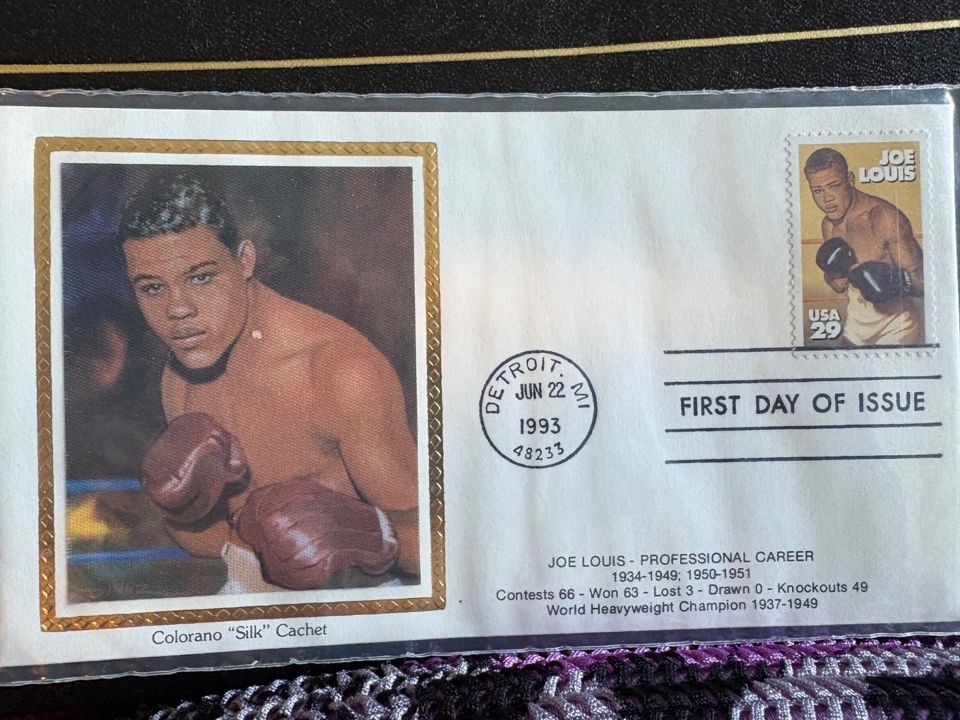 JOE
LOUIS
USA
29
DETROIT, MI
JUN 22
1993
48233
FIRST DAY OF ISSUE
JOE LOUIS - PROFESSIONAL CAREER
1934-1949; 1950-1951
Contests 66 - Won 63 - Lost 3 - Drawn 0 - Knockouts 49
World Heavyweight Champion 1937-1949
Colorano “Silk” Cachet